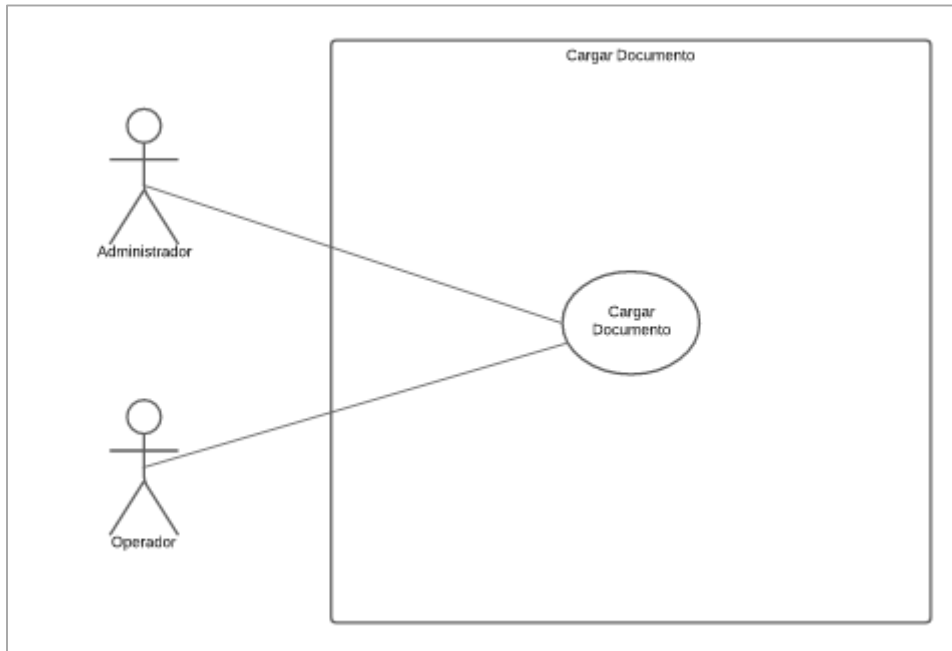 Cargar Documento
Administrador
Cargar
Documento
Operador